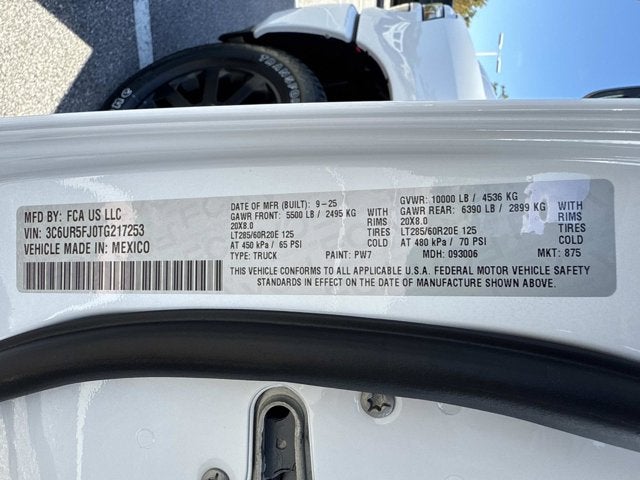 MFD BY: FCA US LLC
VIN: 3C6UR5FJ0TG217253
VEHICLE MADE IN: MEXICO
DATE OF MFR (BUILT): 9-25
GAWR FRONT: 5500 LB / 2495 KG
20X8.0
WITH
RIMS
LT285/60R20E 125
TIRES
AT 450 kPa / 65 PSI
COLD
TYPE: TRUCK
PAINT: PW7
GVWR: 10000 LB / 4536 KG
GAWR REAR: 6390 LB / 2899 KG
20X8.0
WITH
RIMS
LT285/60R20E 125
TIRES
AT 480 kPa / 70 PSI
COLD
MDH: 093006
MKT: 875
THIS VEHICLE CONFORMS TO ALL APPLICABLE U.S.A. FEDERAL MOTOR VEHICLE SAFETY
STANDARDS IN EFFECT ON THE DATE OF MANUFACTURE SHOWN ABOVE.